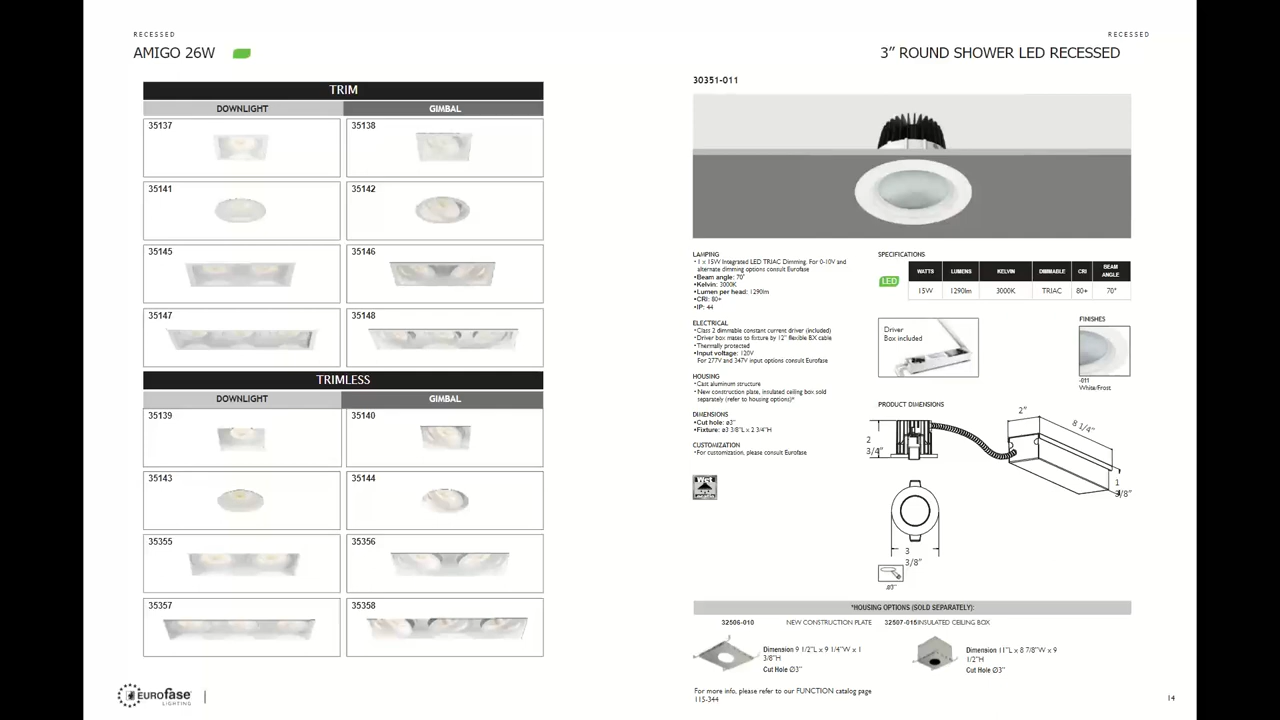 RECESSED
AMIGO 26W
TRIM
DOWNLIGHT GIMBAL
35137 35138
35141 35142
35145 35146
35147 35148
TRIMLESS
DOWNLIGHT GIMBAL
35139 35140
35143 35144
35355 35356
35357 35358
EUROfase
LIGHTING
RECESSED
3” ROUND SHOWER LED RECESSED
30351-011
LAMPING
•1 x 15W Integrated LED TRIAC Dimming. For 0-10V and
alternate dimming options consult Eurofase
•Beam angle: 70°
•Kelvin: 3000K
•Lumen per head: 1290lm
•CRI: 80+
•IP: 44
ELECTRICAL
•Class 2 dimmable constant current driver (included)
•Driver box mates to fixture by 12" flexible BX cable
•Thermally protected
•Input voltage: 120V
For 277V and 347V input options consult Eurofase
HOUSING
•Cast aluminum structure
•New construction plate, insulated ceiling box sold
separately (refer to housing options)*
DIMENSIONS
•Cut hole: ø3"
•Fixture: ø3 3/8"L x 2 3/4"H
CUSTOMIZATION
•For customization, please consult Eurofase
Wet
Location
SPECIFICATIONS
LED
WATTS LUMENS KELVIN DIMMABLE CRI BEAM
ANGLE
15W 1290lm 3000K TRIAC 80+ 70°
Driver
Box included
FINISHES
-011
White/Frost
PRODUCT DIMENSIONS
2”
8 1/4”
2
3/4”
1
3/8”
3
3/8”
ø3"
*HOUSING OPTIONS (SOLD SEPARATELY):
32506-010 NEW CONSTRUCTION PLATE 32507-015INSULATED CEILING BOX
Dimension 9 1/2”L x 9 1/4”W x 1
3/8”H
Cut Hole ∅3”
Dimension 11”L x 8 7/8”W x 9
1/2”H
Cut Hole ∅3”
For more info, please refer to our FUNCTION catalog page
115-344
14